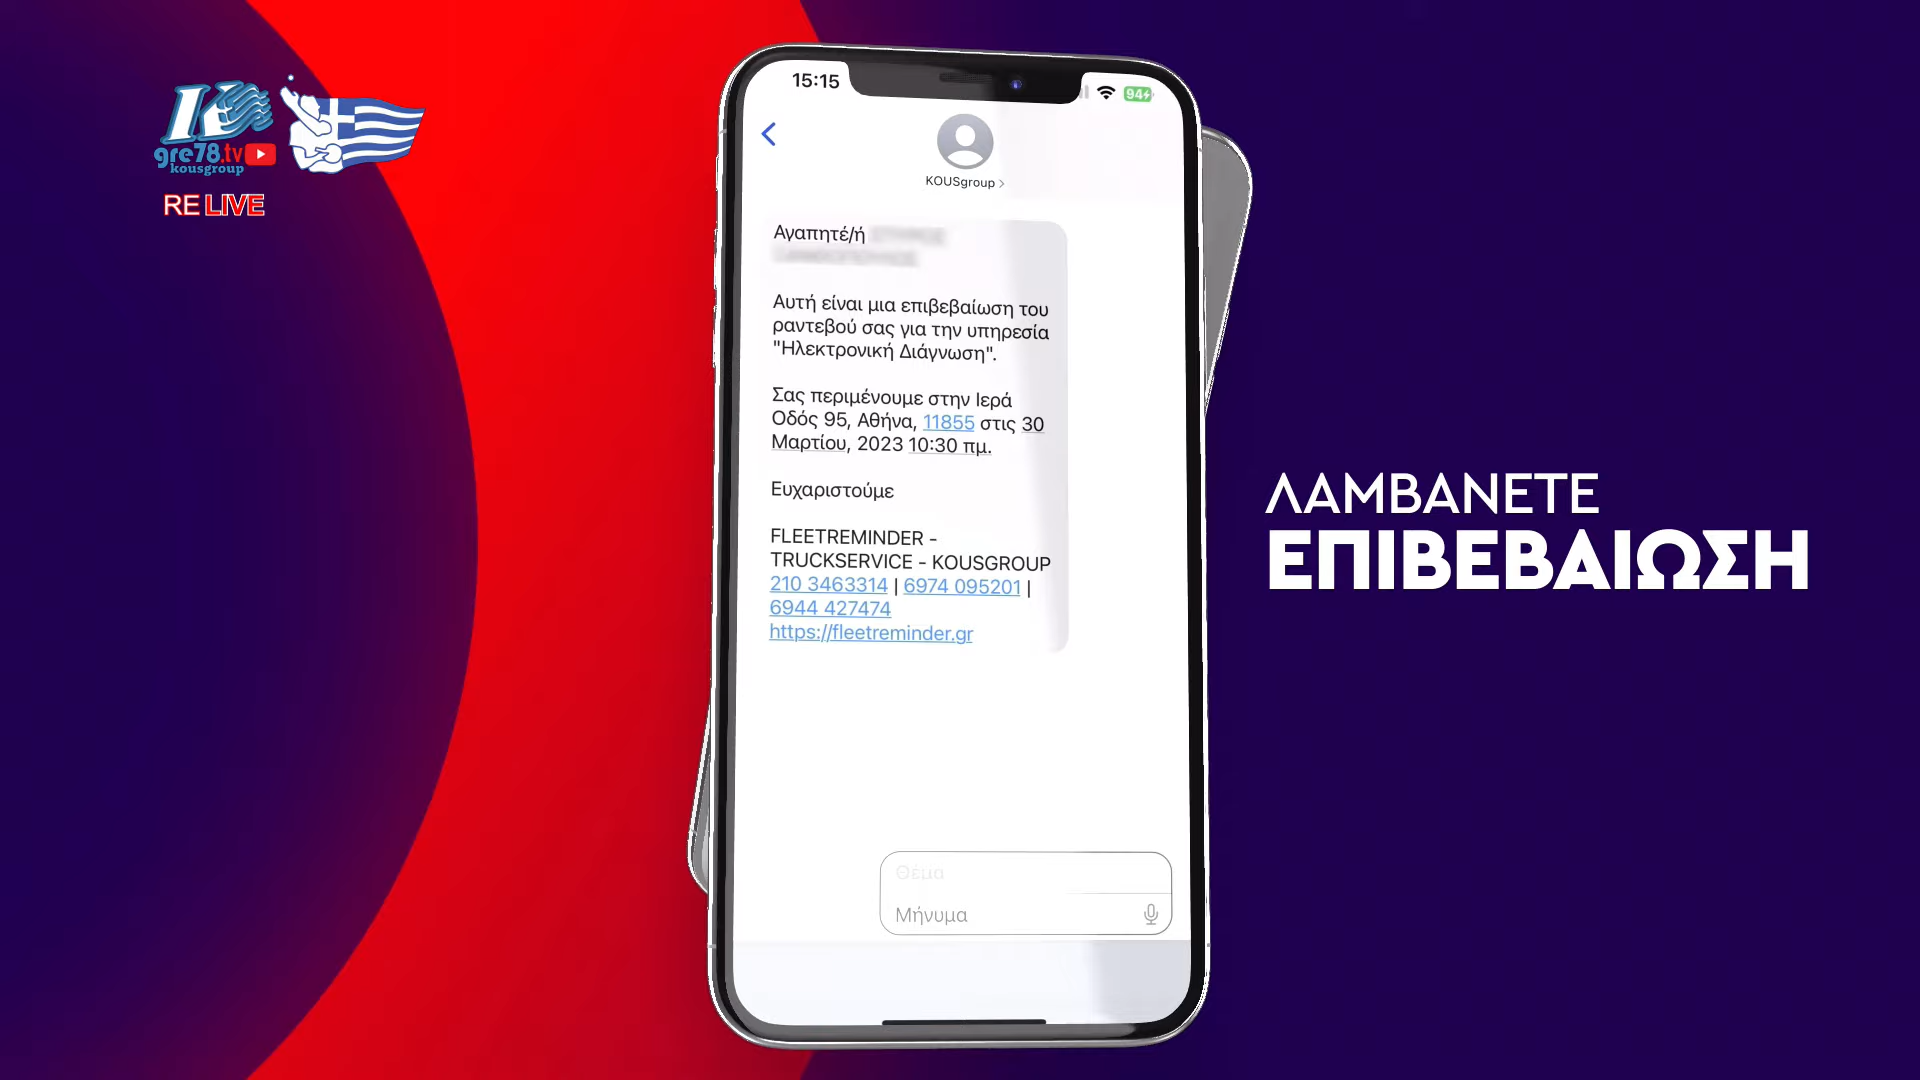 gre78.tv
kousgroup
RE LIVE
15:15
94
KOUSgroup
Αγαπητέ/ή
Αυτή είναι μια επιβεβαίωση του
ραντεβού σας για την υπηρεσία
"Ηλεκτρονική Διάγνωση".
Σας περιμένουμε στην Ιερά
Οδός 95, Αθήνα, 11855 στις 30
Μαρτίου, 2023 10:30 πμ.
Ευχαριστούμε
FLEETREMINDER -
TRUCKSERVICE - KOUSGROUP
210 3463314 | 6974 095201 |
6944 427474
https://fleetreminder.gr
Θέμα
Μήνυμα
ΛΑΜΒΑΝΕΤΕ
ΕΠΙΒΕΒΑΙΩΣΗ